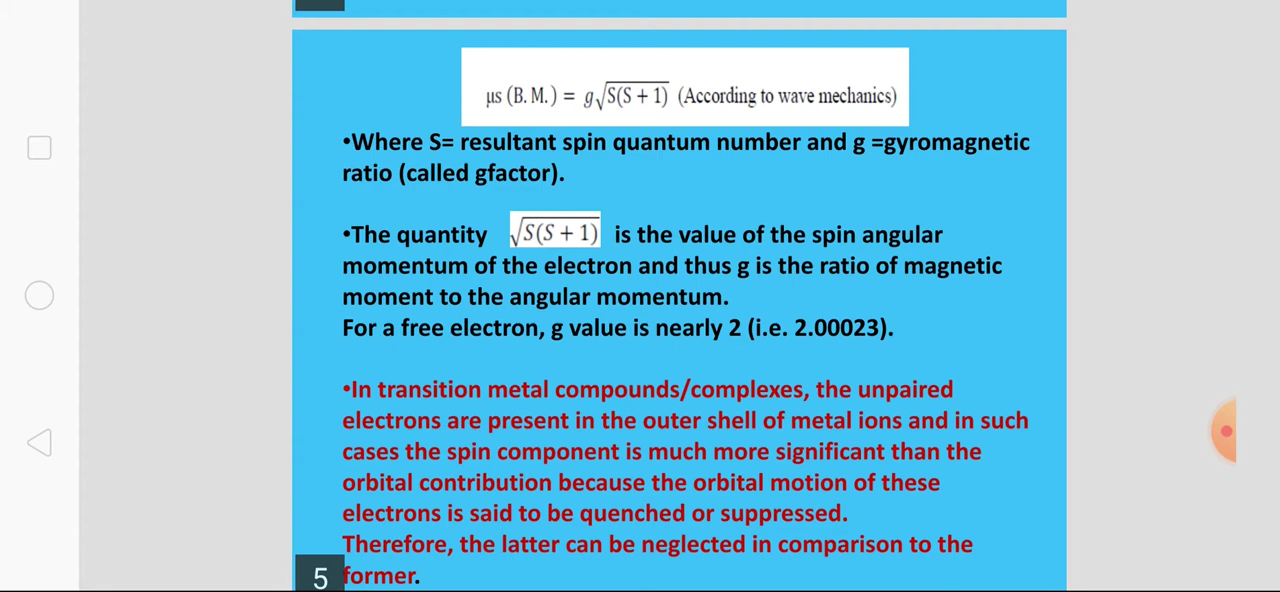 μs (B. M.) = g√S(S + 1) (According to wave mechanics)
•Where S= resultant spin quantum number and g =gyromagnetic
ratio (called gfactor).
•The quantity √S(S + 1) is the value of the spin angular
momentum of the electron and thus g is the ratio of magnetic
moment to the angular momentum.
For a free electron, g value is nearly 2 (i.e. 2.00023).
•In transition metal compounds/complexes, the unpaired
electrons are present in the outer shell of metal ions and in such
cases the spin component is much more significant than the
orbital contribution because the orbital motion of these
electrons is said to be quenched or suppressed.
Therefore, the latter can be neglected in comparison to the
former.
5